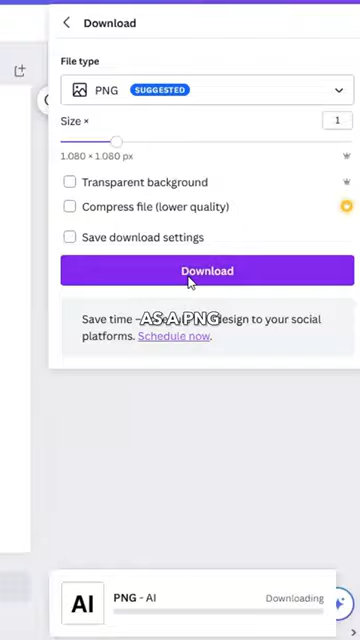 Download
File type
PNG SUGGESTED
Size × 1
1.080 × 1.080 px
Transparent background
Compress file (lower quality)
Save download settings
Download
AS A PNG
Save time – design to your social
platforms. Schedule now.
PNG - AI Downloading
AI